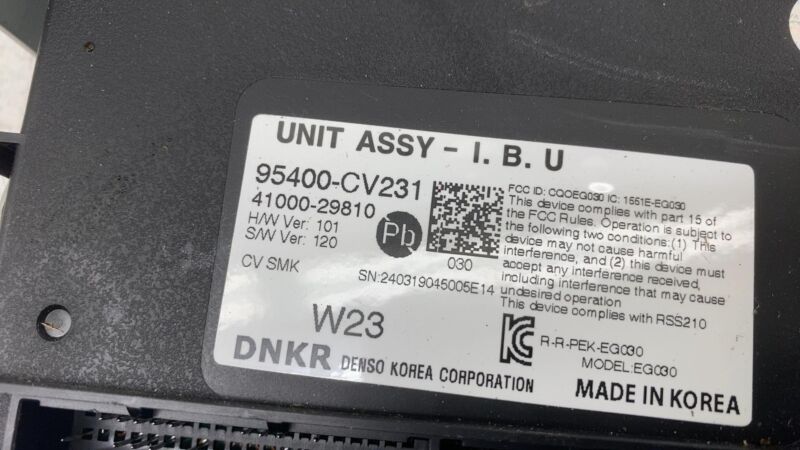 UNIT ASSY - I. B. U
95400-CV231
41000-29810
H/W Ver: 101
S/W Ver: 120
CV SMK
Pb
030
SN:240319045005E14
FCC ID: CQOEG030 IC: 1551E-EG030
This device complies with part 15 of
the FCC Rules. Operation is subject to
the following two conditions:(1) This
device may not cause harmful
interference, and (2) this device must
accept any interference received,
including interference that may cause
undesired operation
This device complies with RSS210
W23
R-R-PEK-EG030
MODEL:EG030
DNKR DENSO KOREA CORPORATION
MADE IN KOREA